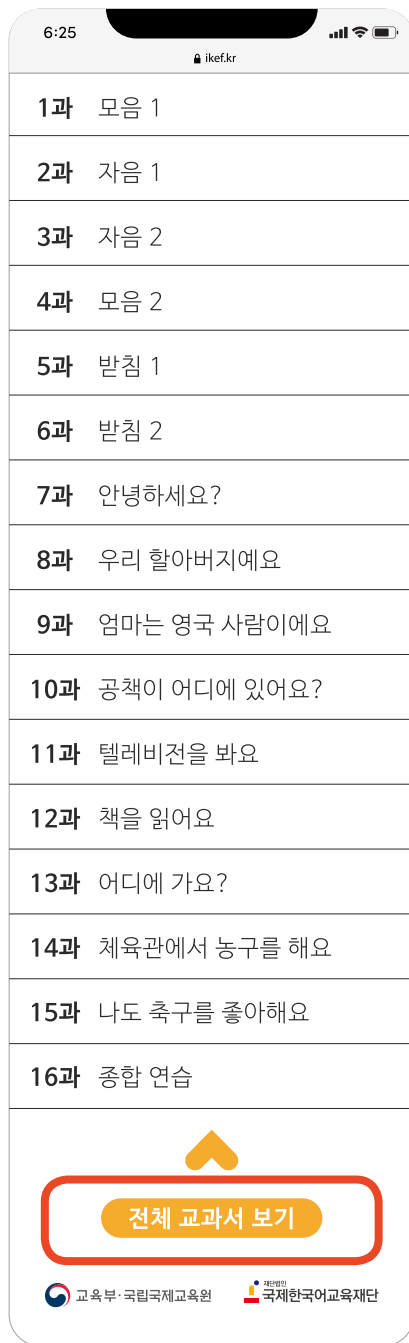 6:25
ikef.kr
1과 모음 1
2과 자음 1
3과 자음 2
4과 모음 2
5과 받침 1
6과 받침 2
7과 안녕하세요?
8과 우리 할아버지예요
9과 엄마는 영국 사람이에요
10과 공책이 어디에 있어요?
11과 텔레비전을 봐요
12과 책을 읽어요
13과 어디에 가요?
14과 체육관에서 농구를 해요
15과 나도 축구를 좋아해요
16과 종합 연습
전체 교과서 보기
교육부·국립국제교육원
재단법인
국제한국어교육재단